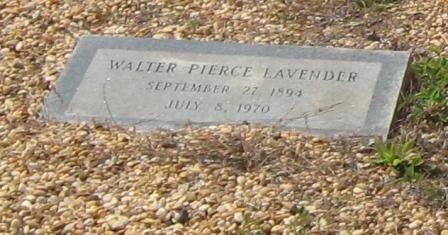 WALTER PIERCE LAVENDER
SEPTEMBER 27, 1894
JULY 8, 1970